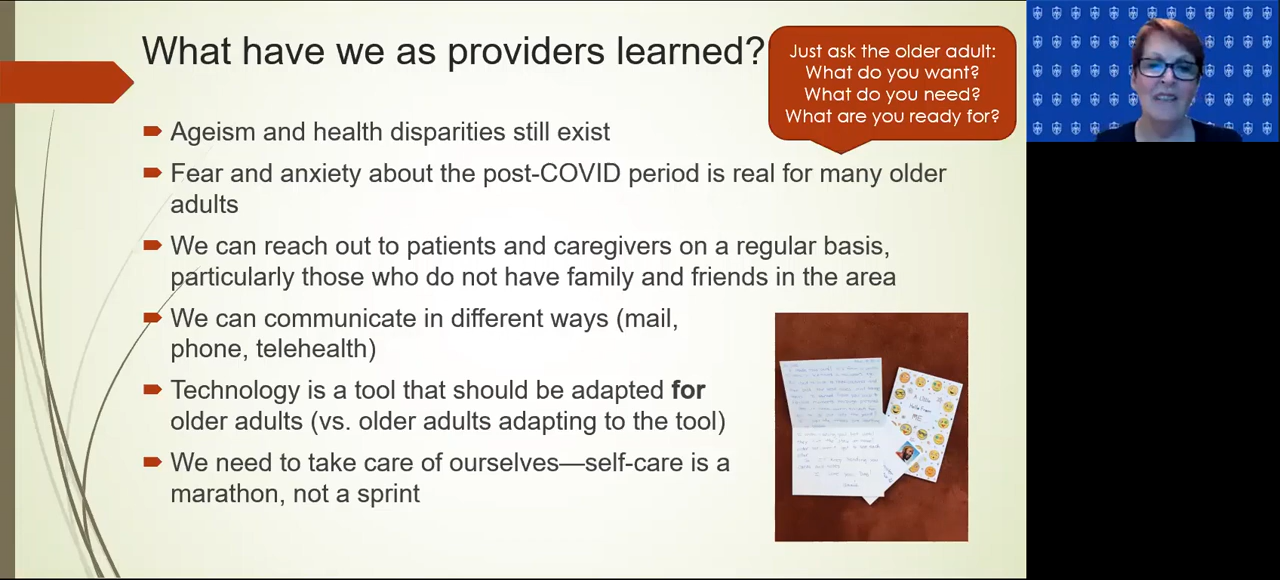 What have we as providers learned?
Just ask the older adult:
What do you want?
What do you need?
What are you ready for?
Ageism and health disparities still exist
Fear and anxiety about the post-COVID period is real for many older
adults
We can reach out to patients and caregivers on a regular basis,
particularly those who do not have family and friends in the area
We can communicate in different ways (mail,
phone, telehealth)
Technology is a tool that should be adapted for
older adults (vs. older adults adapting to the tool)
We need to take care of ourselves—self-care is a
marathon, not a sprint
Hello From